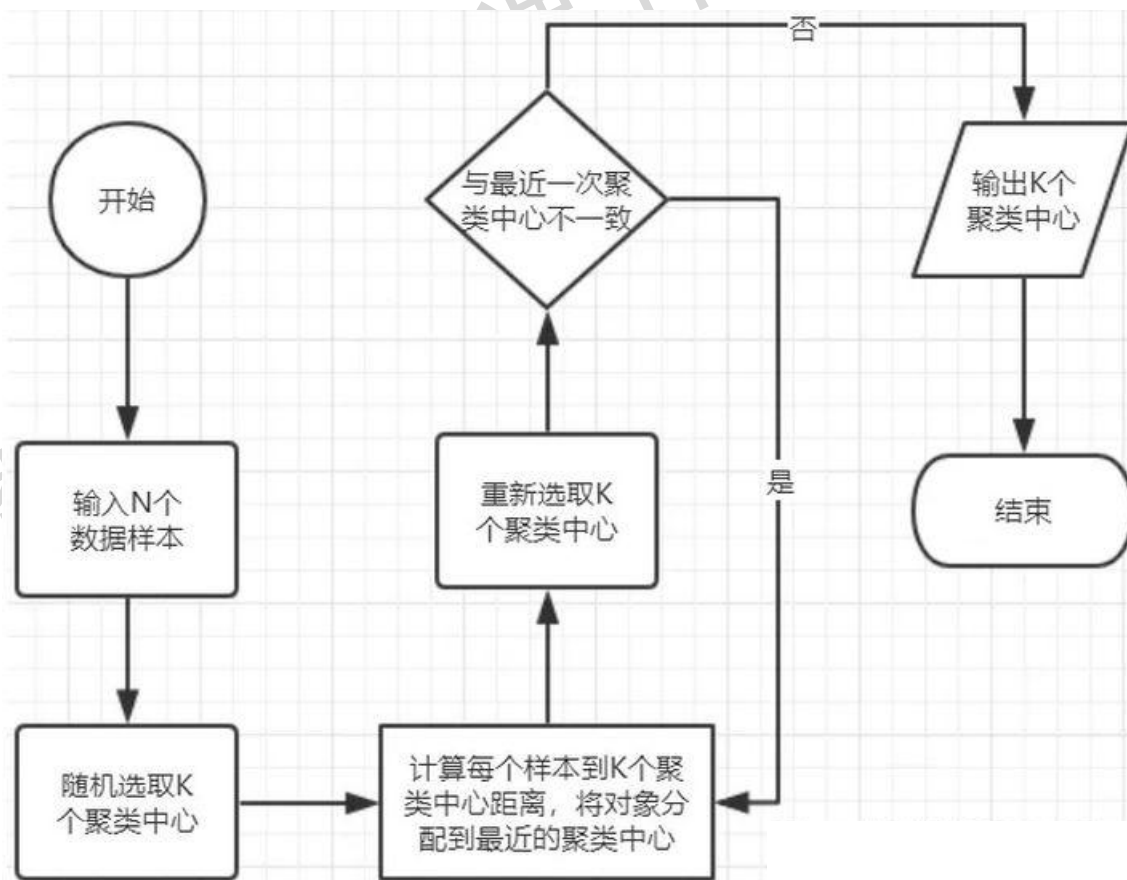 开始
输入N个
数据样本
随机选取K
个聚类中心
计算每个样本到K个聚
类中心距离，将对象分
配到最近的聚类中心
重新选取K
个聚类中心
与最近一次聚
类中心不一致
是
否
输出K个
聚类中心
结束